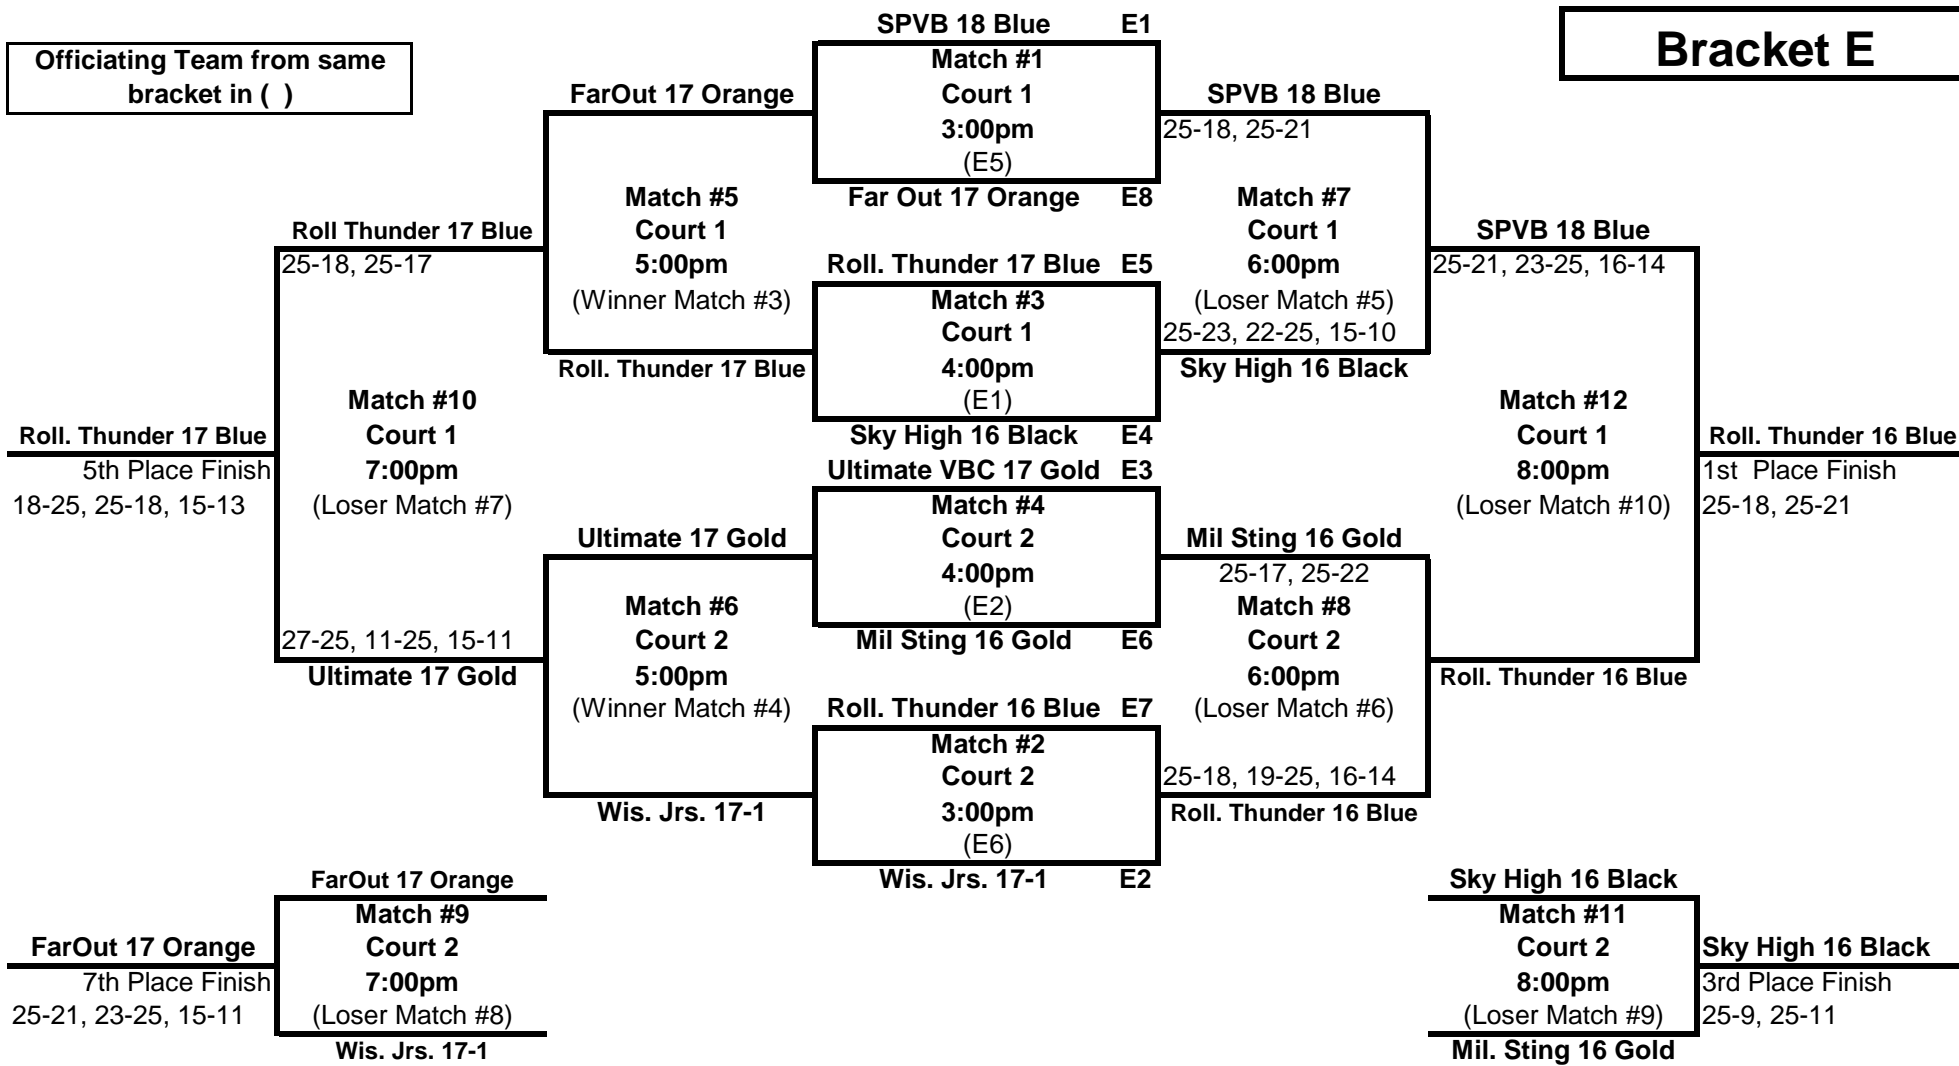 SPVB 18 Blue E1
Bracket E
Officiating Team from same
bracket in ( )
Match #1
Court 1
3:00pm
(E5)
Far Out 17 Orange E8
FarOut 17 Orange
SPVB 18 Blue
25-18, 25-21
Match #5
Court 1
5:00pm
(Winner Match #3)
Match #7
Court 1
6:00pm
(Loser Match #5)
Roll Thunder 17 Blue
25-18, 25-17
SPVB 18 Blue
25-21, 23-25, 16-14
Roll. Thunder 17 Blue E5
Match #3
Court 1
4:00pm
(E1)
Sky High 16 Black E4
Roll. Thunder 17 Blue
25-23, 22-25, 15-10
Sky High 16 Black
Match #10
Court 1
7:00pm
(Loser Match #7)
Match #12
Court 1
8:00pm
(Loser Match #10)
Roll. Thunder 17 Blue
5th Place Finish
18-25, 25-18, 15-13
Roll. Thunder 16 Blue
1st Place Finish
25-18, 25-21
Ultimate VBC 17 Gold E3
Match #4
Court 2
4:00pm
(E2)
Mil Sting 16 Gold E6
Ultimate 17 Gold
Mil Sting 16 Gold
25-17, 25-22
Match #6
Court 2
5:00pm
(Winner Match #4)
Match #8
Court 2
6:00pm
(Loser Match #6)
27-25, 11-25, 15-11
Ultimate 17 Gold
Roll. Thunder 16 Blue
Roll. Thunder 16 Blue E7
Match #2
Court 2
3:00pm
(E6)
Wis. Jrs. 17-1 E2
Wis. Jrs. 17-1
25-18, 19-25, 16-14
Roll. Thunder 16 Blue
FarOut 17 Orange
Match #9
Court 2
7:00pm
(Loser Match #8)
Wis. Jrs. 17-1
FarOut 17 Orange
7th Place Finish
25-21, 23-25, 15-11
Sky High 16 Black
Match #11
Court 2
8:00pm
(Loser Match #9)
Mil. Sting 16 Gold
Sky High 16 Black
3rd Place Finish
25-9, 25-11